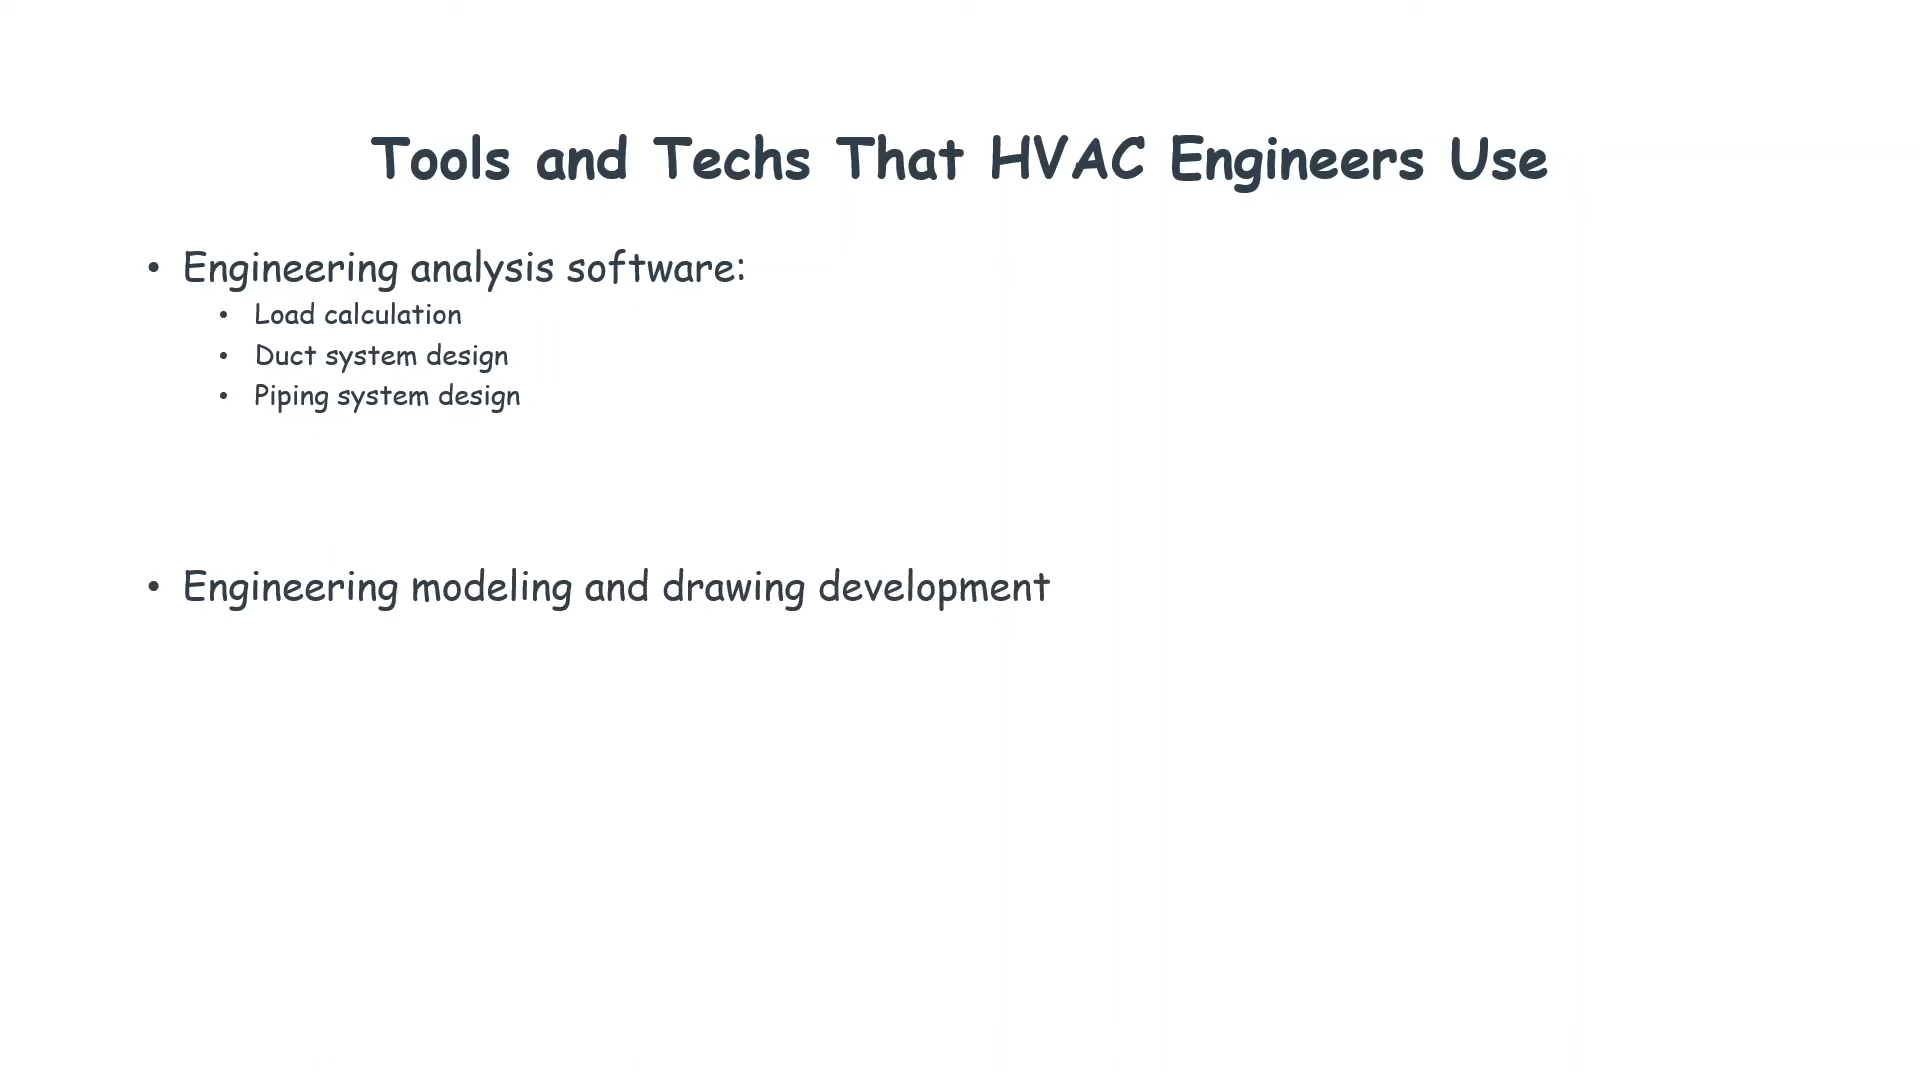 Tools and Techs That HVAC Engineers Use
• Engineering analysis software:
• Load calculation
• Duct system design
• Piping system design
• Engineering modeling and drawing development